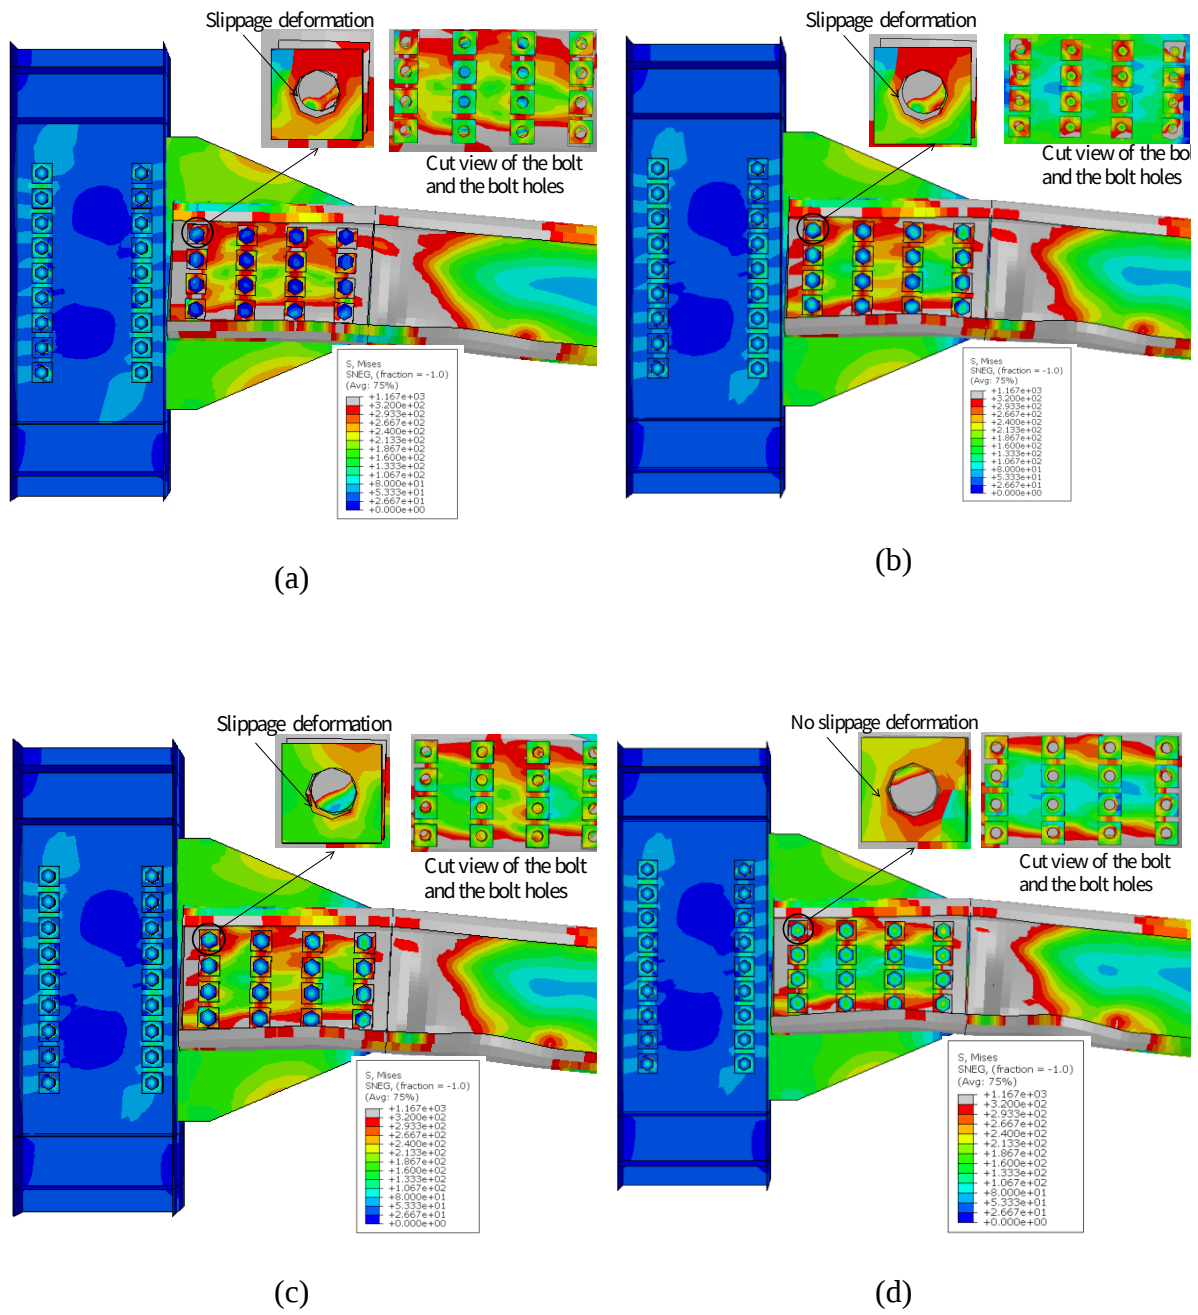 Slippage deformation
Cut view of the bolt
and the bolt holes
S, Mises
SNEG, (fraction = -1.0)
(Avg: 75%)
+1.167e+03
+3.200e+02
+2.933e+02
+2.667e+02
+2.400e+02
+2.133e+02
+1.867e+02
+1.600e+02
+1.333e+02
+1.067e+02
+8.000e+01
+5.333e+01
+2.667e+01
+0.000e+00
(a)
Slippage deformation
Cut view of the bol
and the bolt holes
S, Mises
SNEG, (fraction = -1.0)
(Avg: 75%)
+1.167e+03
+3.200e+02
+2.933e+02
+2.667e+02
+2.400e+02
+2.133e+02
+1.867e+02
+1.600e+02
+1.333e+02
+1.067e+02
+8.000e+01
+5.333e+01
+2.667e+01
+0.000e+00
(b)
Slippage deformation
Cut view of the bolt
and the bolt holes
S, Mises
SNEG, (fraction = -1.0)
(Avg: 75%)
+1.167e+03
+3.200e+02
+2.933e+02
+2.667e+02
+2.400e+02
+2.133e+02
+1.867e+02
+1.600e+02
+1.333e+02
+1.067e+02
+8.000e+01
+5.333e+01
+2.667e+01
+0.000e+00
(c)
No slippage deformation
Cut view of the bolt
and the bolt holes
S, Mises
SNEG, (fraction = -1.0)
(Avg: 75%)
+1.167e+03
+3.200e+02
+2.933e+02
+2.667e+02
+2.400e+02
+2.133e+02
+1.867e+02
+1.600e+02
+1.333e+02
+1.067e+02
+8.000e+01
+5.333e+01
+2.667e+01
+0.000e+00
(d)